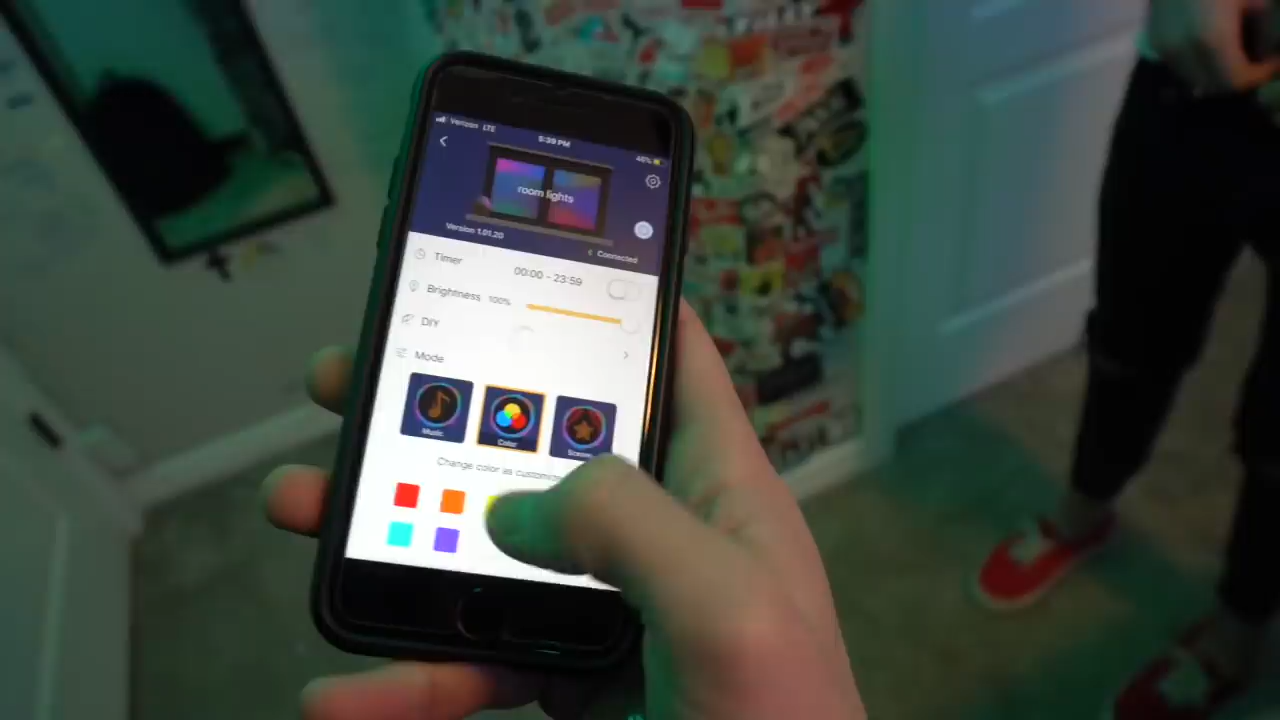 Verizon LTE
5:39 PM
46%
room lights
Version 1.01.20
Connected
Timer
00:00 - 23:59
Brightness 100%
DIY
Mode
Music
Color
Change color as